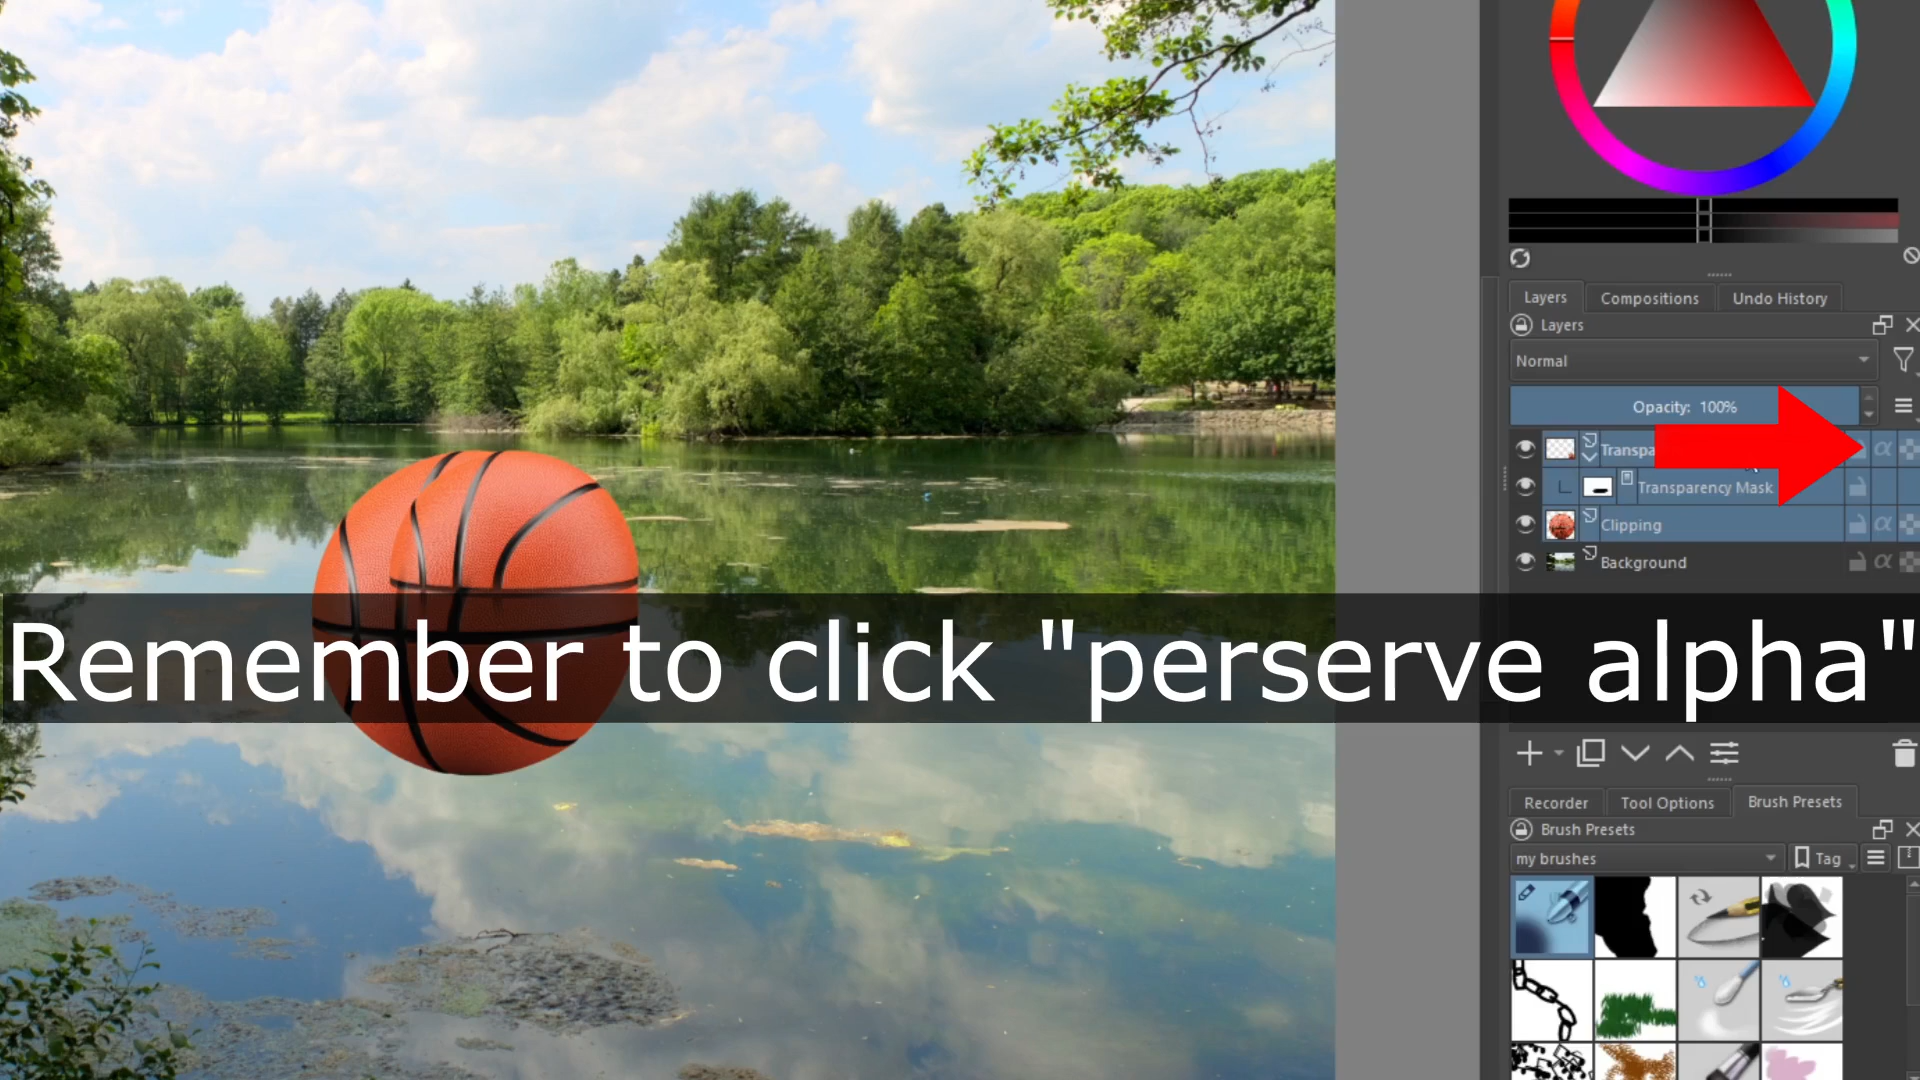 Layers Compositions Undo History
Layers
Normal
Opacity: 100%
Transpa
Transparency Mask
Clipping
Background
Remember to click "perserve alpha"
Recorder Tool Options Brush Presets
Brush Presets
my brushes Tag